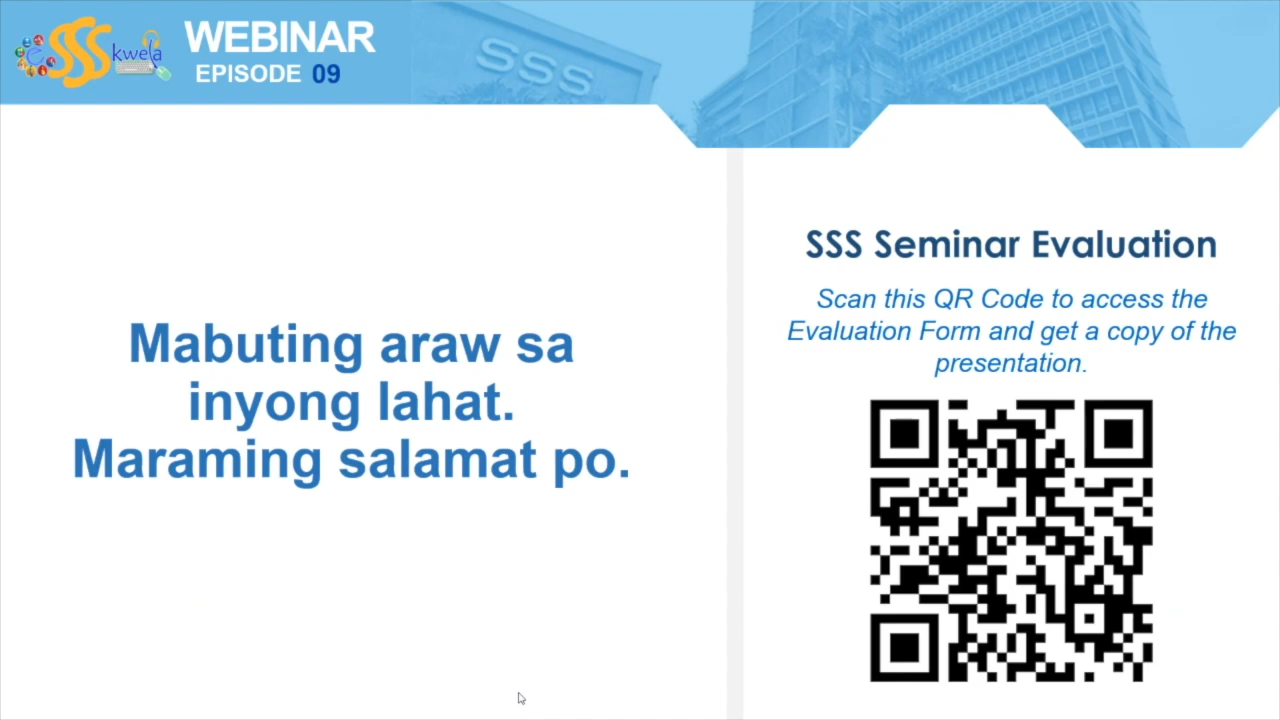 eSSSkwela
WEBINAR
EPISODE 09
SSS
Mabuting araw sa
inyong lahat.
Maraming salamat po.
SSS Seminar Evaluation
Scan this QR Code to access the
Evaluation Form and get a copy of the
presentation.